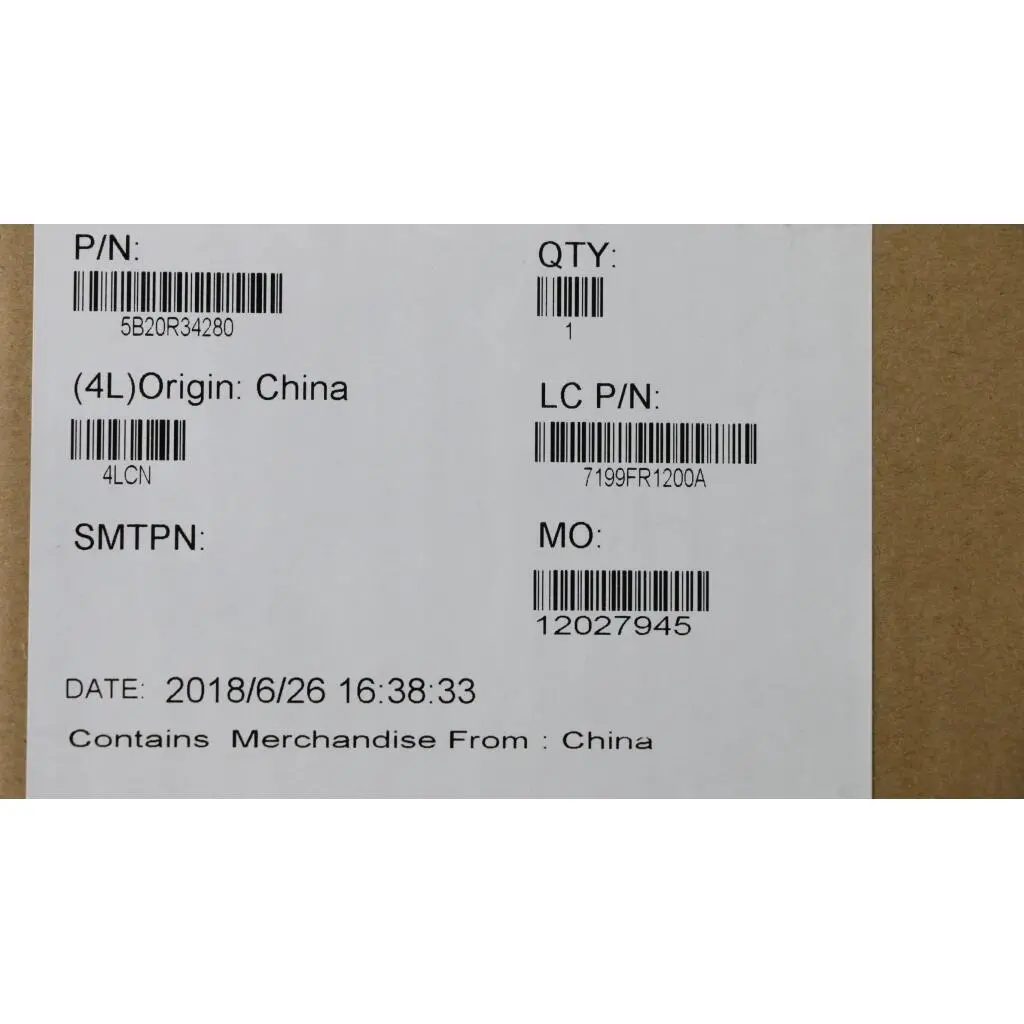 P/N:
5B20R34280
QTY:
1
(4L)Origin: China
4LCN
LC P/N:
7199FR1200A
SMTPN:
MO:
12027945
DATE: 2018/6/26 16:38:33
Contains Merchandise From : China